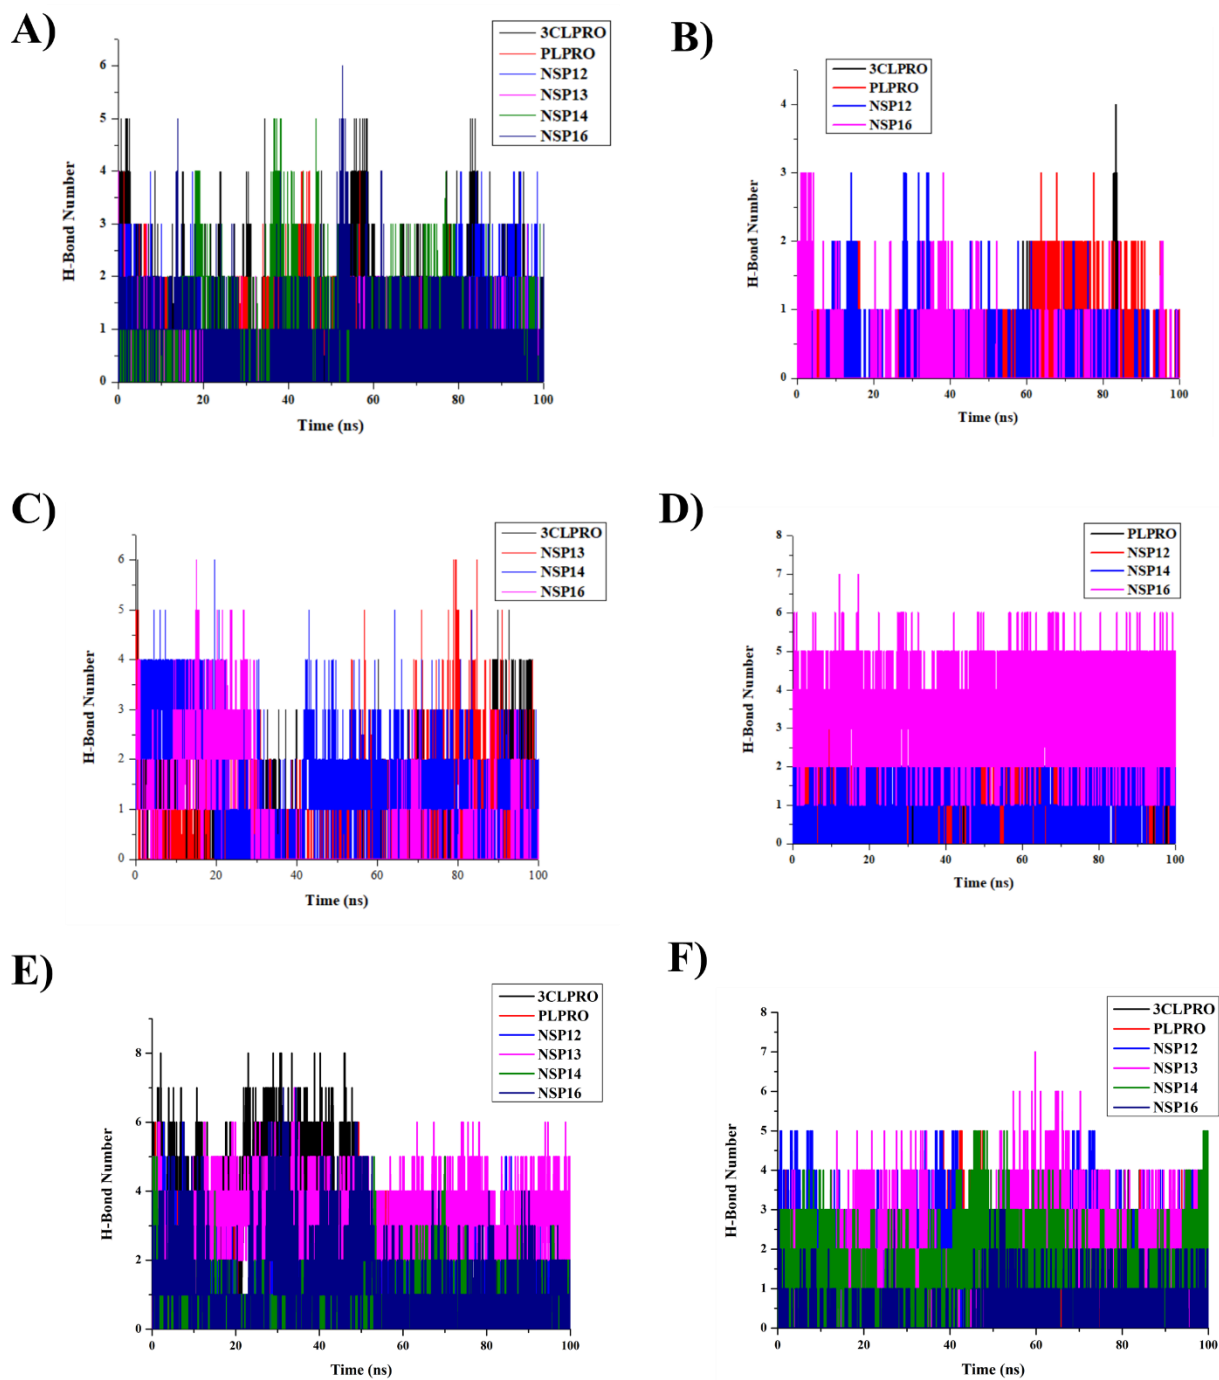 A)
3CLPRO
PLPRO
NSP12
NSP13
NSP14
NSP16
H-Bond Number
6
5
4
3
2
1
0
0 20 40 60 80 100
Time (ns)
B)
3CLPRO
PLPRO
NSP12
NSP16
H-Bond Number
4
3
2
1
0
0 20 40 60 80 100
Time (ns)
C)
3CLPRO
NSP13
NSP14
NSP16
H-Bond Number
6
5
4
3
2
1
0
0 20 40 60 80 100
Time (ns)
D)
PLPRO
NSP12
NSP14
NSP16
H-Bond Number
8
7
6
5
4
3
2
1
0
0 20 40 60 80 100
Time (ns)
E)
3CLPRO
PLPRO
NSP12
NSP13
NSP14
NSP16
H-Bond Number
8
6
4
2
0
0 20 40 60 80 100
Time (ns)
F)
3CLPRO
PLPRO
NSP12
NSP13
NSP14
NSP16
H-Bond Number
8
7
6
5
4
3
2
1
0
0 20 40 60 80 100
Time (ns)